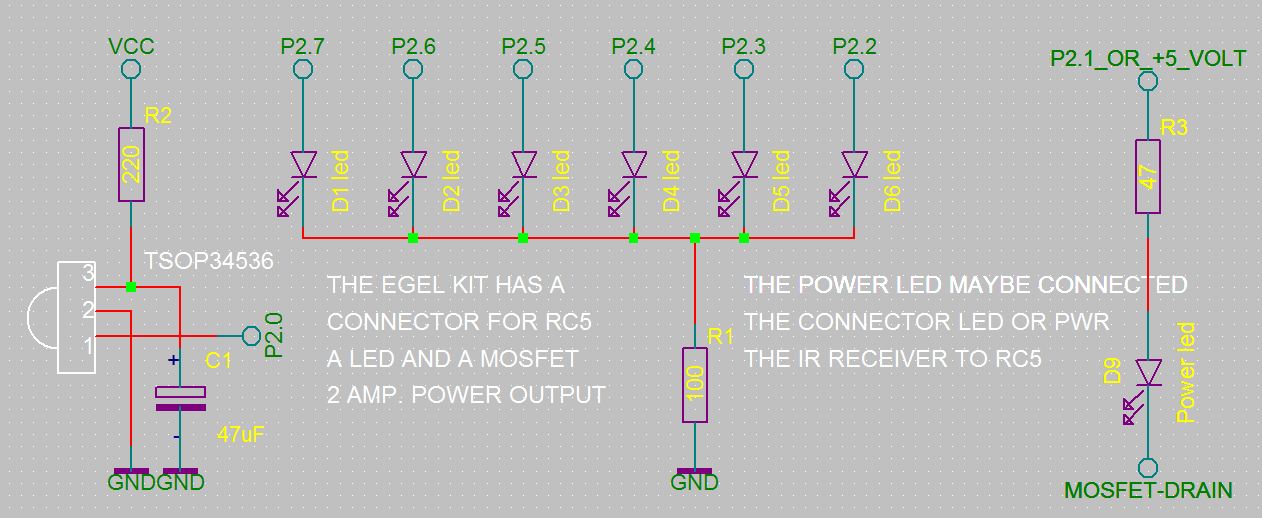 VCC
P2.7
P2.6
P2.5
P2.4
P2.3
P2.2
P2.1_OR_+5_VOLT
R2
220
D1 led
D2 led
D3 led
D4 led
D5 led
D6 led
R3
47
TSOP34536
3
2
1
P2.0
+
C1
-
47uF
GND
GND
THE EGEL KIT HAS A
CONNECTOR FOR RC5
A LED AND A MOSFET
2 AMP. POWER OUTPUT
R1
100
GND
THE POWER LED MAYBE CONNECTED
THE CONNECTOR LED OR PWR
THE IR RECEIVER TO RC5
D9
Power led
MOSFET-DRAIN